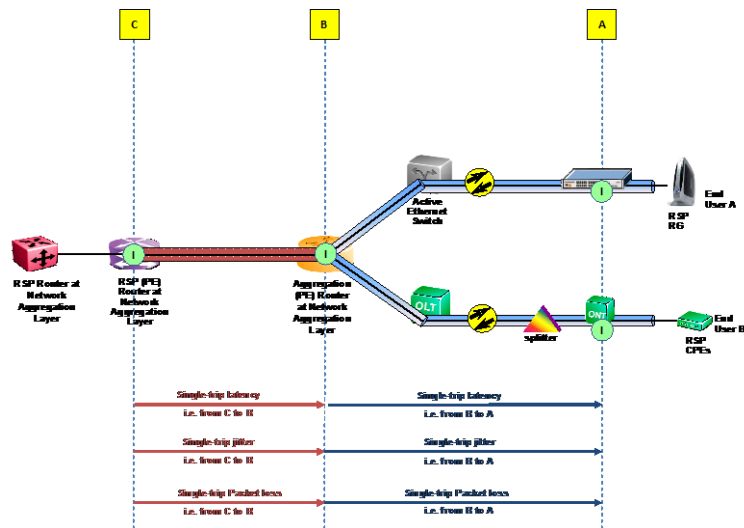 C
B
A
Active
Ethernet
Switch
I
RSP
RG
End
User A
I
I
RSP Router at
Network
Aggregation
Layer
RSP (PE)
Router at
Network
Aggregation
Layer
Aggregation
(PE) Router
at Network
Aggregation
Layer
OLT
splitter
ONT
I
RSP
CPEs
End
User B
Single-trip latency
i.e. from C to B
Single-trip latency
i.e. from B to A
Single-trip jitter
i.e. from C to B
Single-trip jitter
i.e. from B to A
Single-trip Packet loss
i.e. from C to B
Single-trip Packet loss
i.e. from B to A